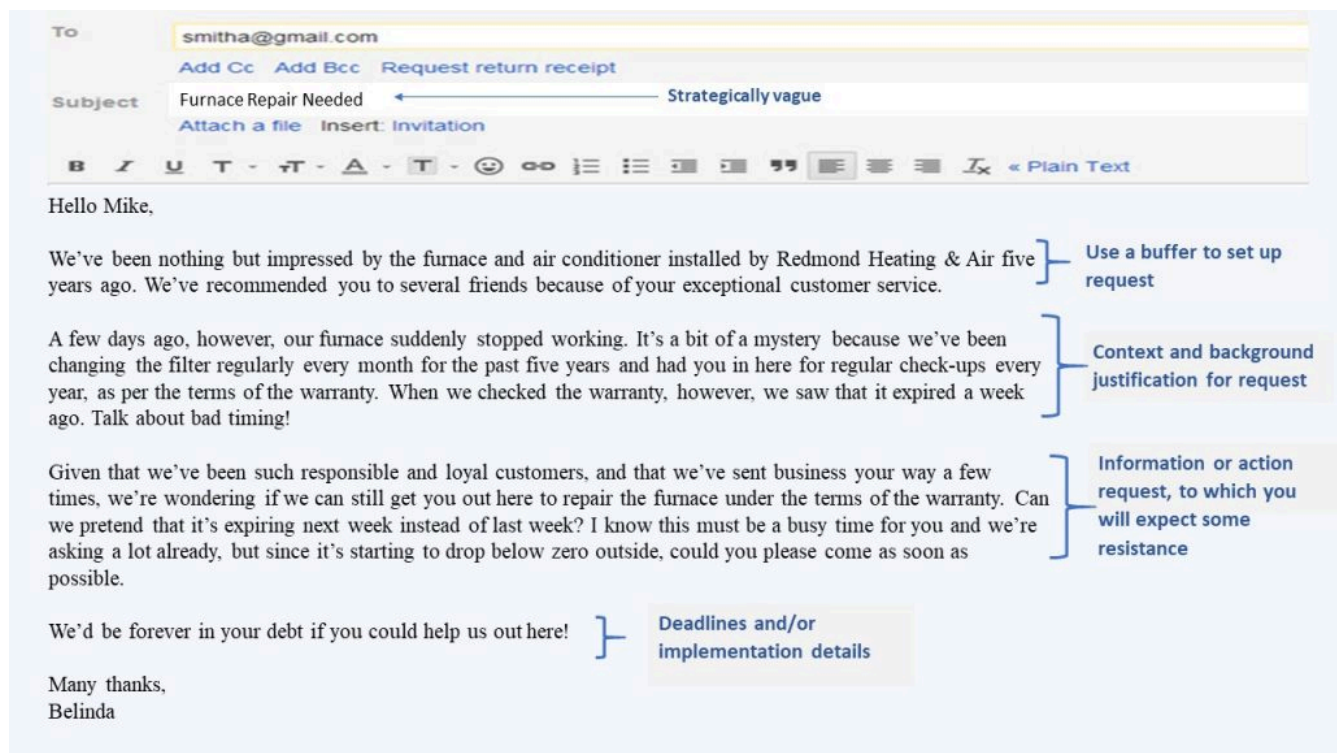 To
smitha@gmail.com
Add Cc Add Bcc Request return receipt
Subject
Furnace Repair Needed
Strategically vague
Attach a file Insert: Invitation
B I U T - тT - A - T - « Plain Text
Hello Mike,
We’ve been nothing but impressed by the furnace and air conditioner installed by Redmond Heating & Air five
years ago. We’ve recommended you to several friends because of your exceptional customer service.
Use a buffer to set up
request
A few days ago, however, our furnace suddenly stopped working. It’s a bit of a mystery because we’ve been
changing the filter regularly every month for the past five years and had you in here for regular check-ups every
year, as per the terms of the warranty. When we checked the warranty, however, we saw that it expired a week
ago. Talk about bad timing!
Context and background
justification for request
Given that we’ve been such responsible and loyal customers, and that we’ve sent business your way a few
times, we’re wondering if we can still get you out here to repair the furnace under the terms of the warranty. Can
we pretend that it’s expiring next week instead of last week? I know this must be a busy time for you and we’re
asking a lot already, but since it’s starting to drop below zero outside, could you please come as soon as
possible.
Information or action
request, to which you
will expect some
resistance
We’d be forever in your debt if you could help us out here!
Deadlines and/or
implementation details
Many thanks,
Belinda